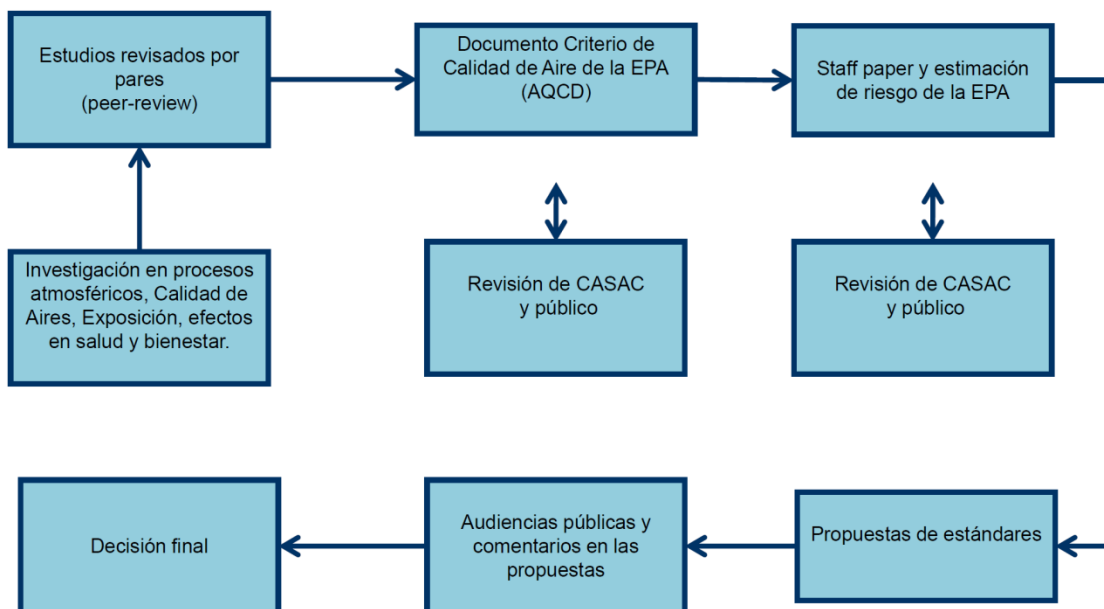 Estudios revisados por
pares
(peer-review)
Documento Criterio de
Calidad de Aire de la EPA
(AQCD)
Staff paper y estimación
de riesgo de la EPA
Investigación en procesos
atmosféricos, Calidad de
Aires, Exposición, efectos
en salud y bienestar.
Revisión de CASAC
y público
Revisión de CASAC
y público
Decisión final
Audiencias públicas y
comentarios en las
propuestas
Propuestas de estándares